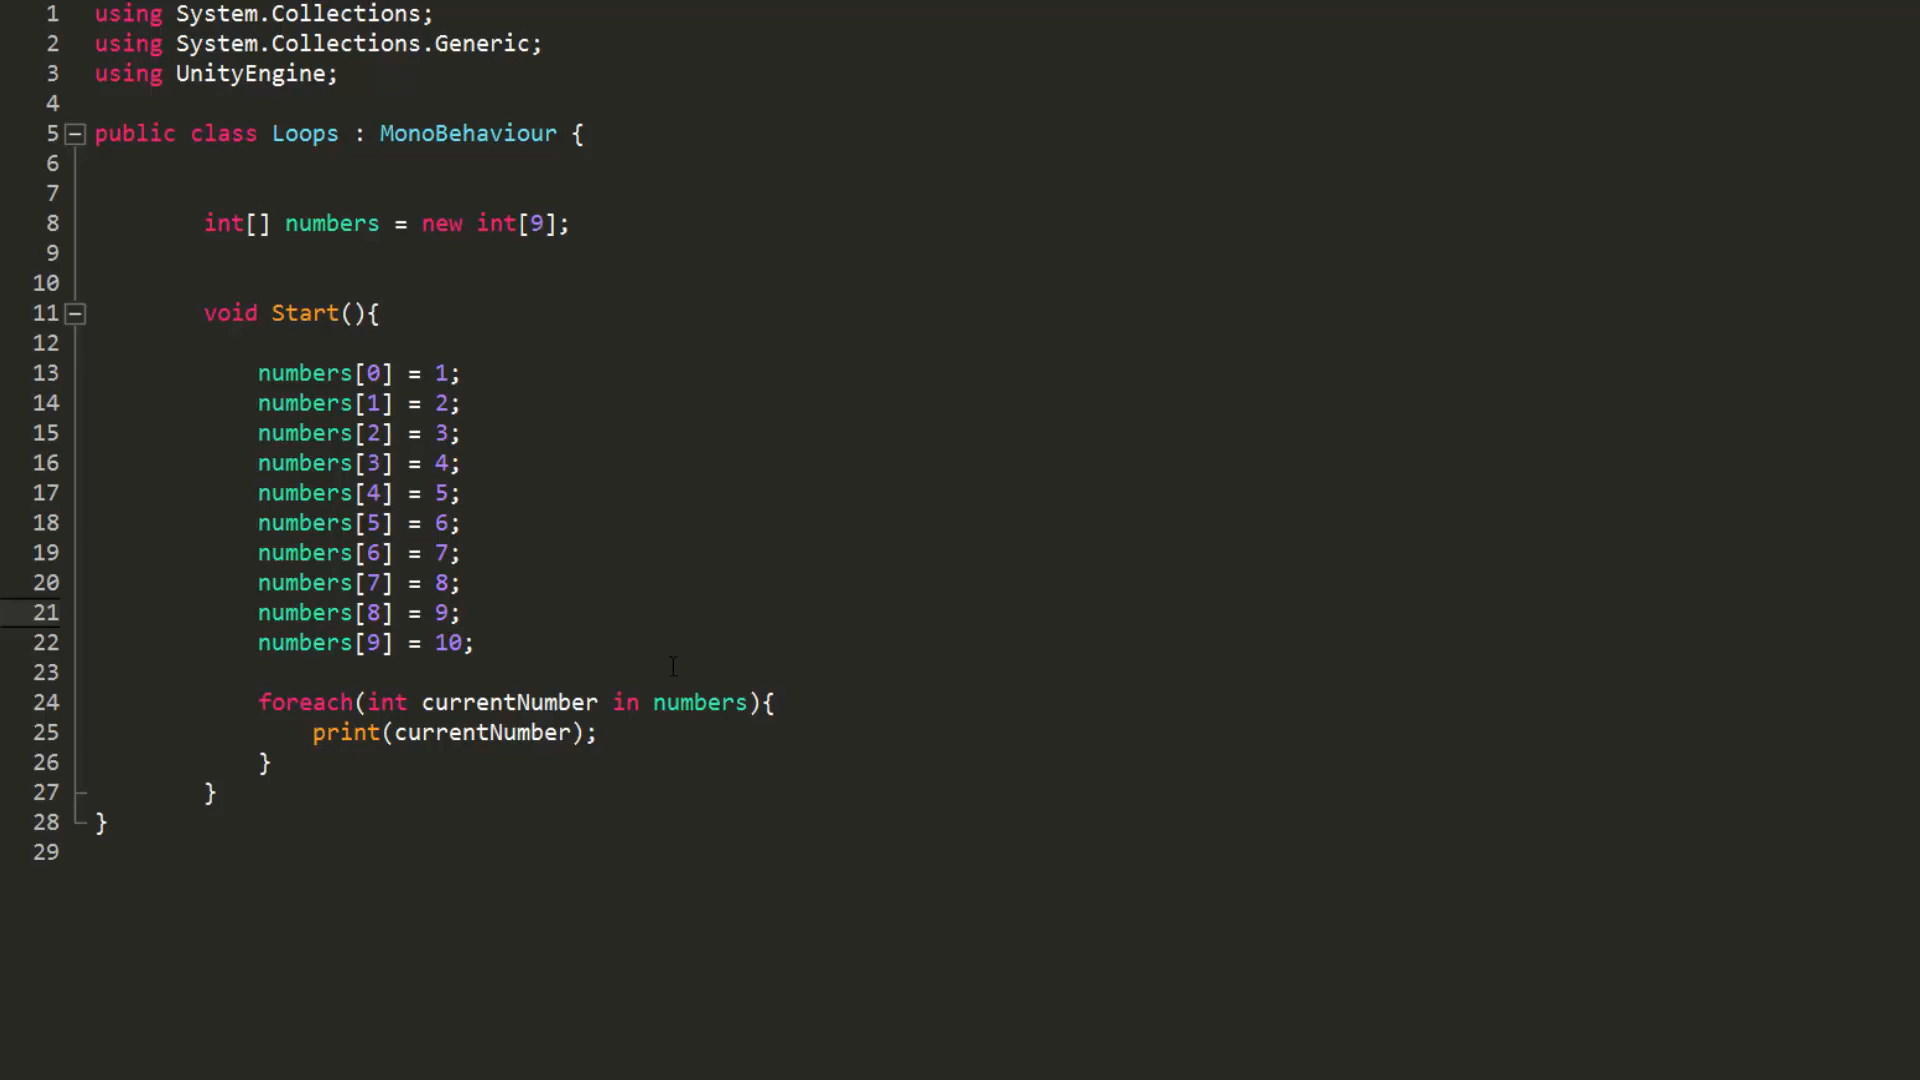 1 using System.Collections;
2 using System.Collections.Generic;
3 using UnityEngine;
4
5 public class Loops : MonoBehaviour {
6
7
8 int[] numbers = new int[9];
9
10
11 void Start(){
12
13 numbers[0] = 1;
14 numbers[1] = 2;
15 numbers[2] = 3;
16 numbers[3] = 4;
17 numbers[4] = 5;
18 numbers[5] = 6;
19 numbers[6] = 7;
20 numbers[7] = 8;
21 numbers[8] = 9;
22 numbers[9] = 10;
23
24 foreach(int currentNumber in numbers){
25 print(currentNumber);
26 }
27 }
28 }
29